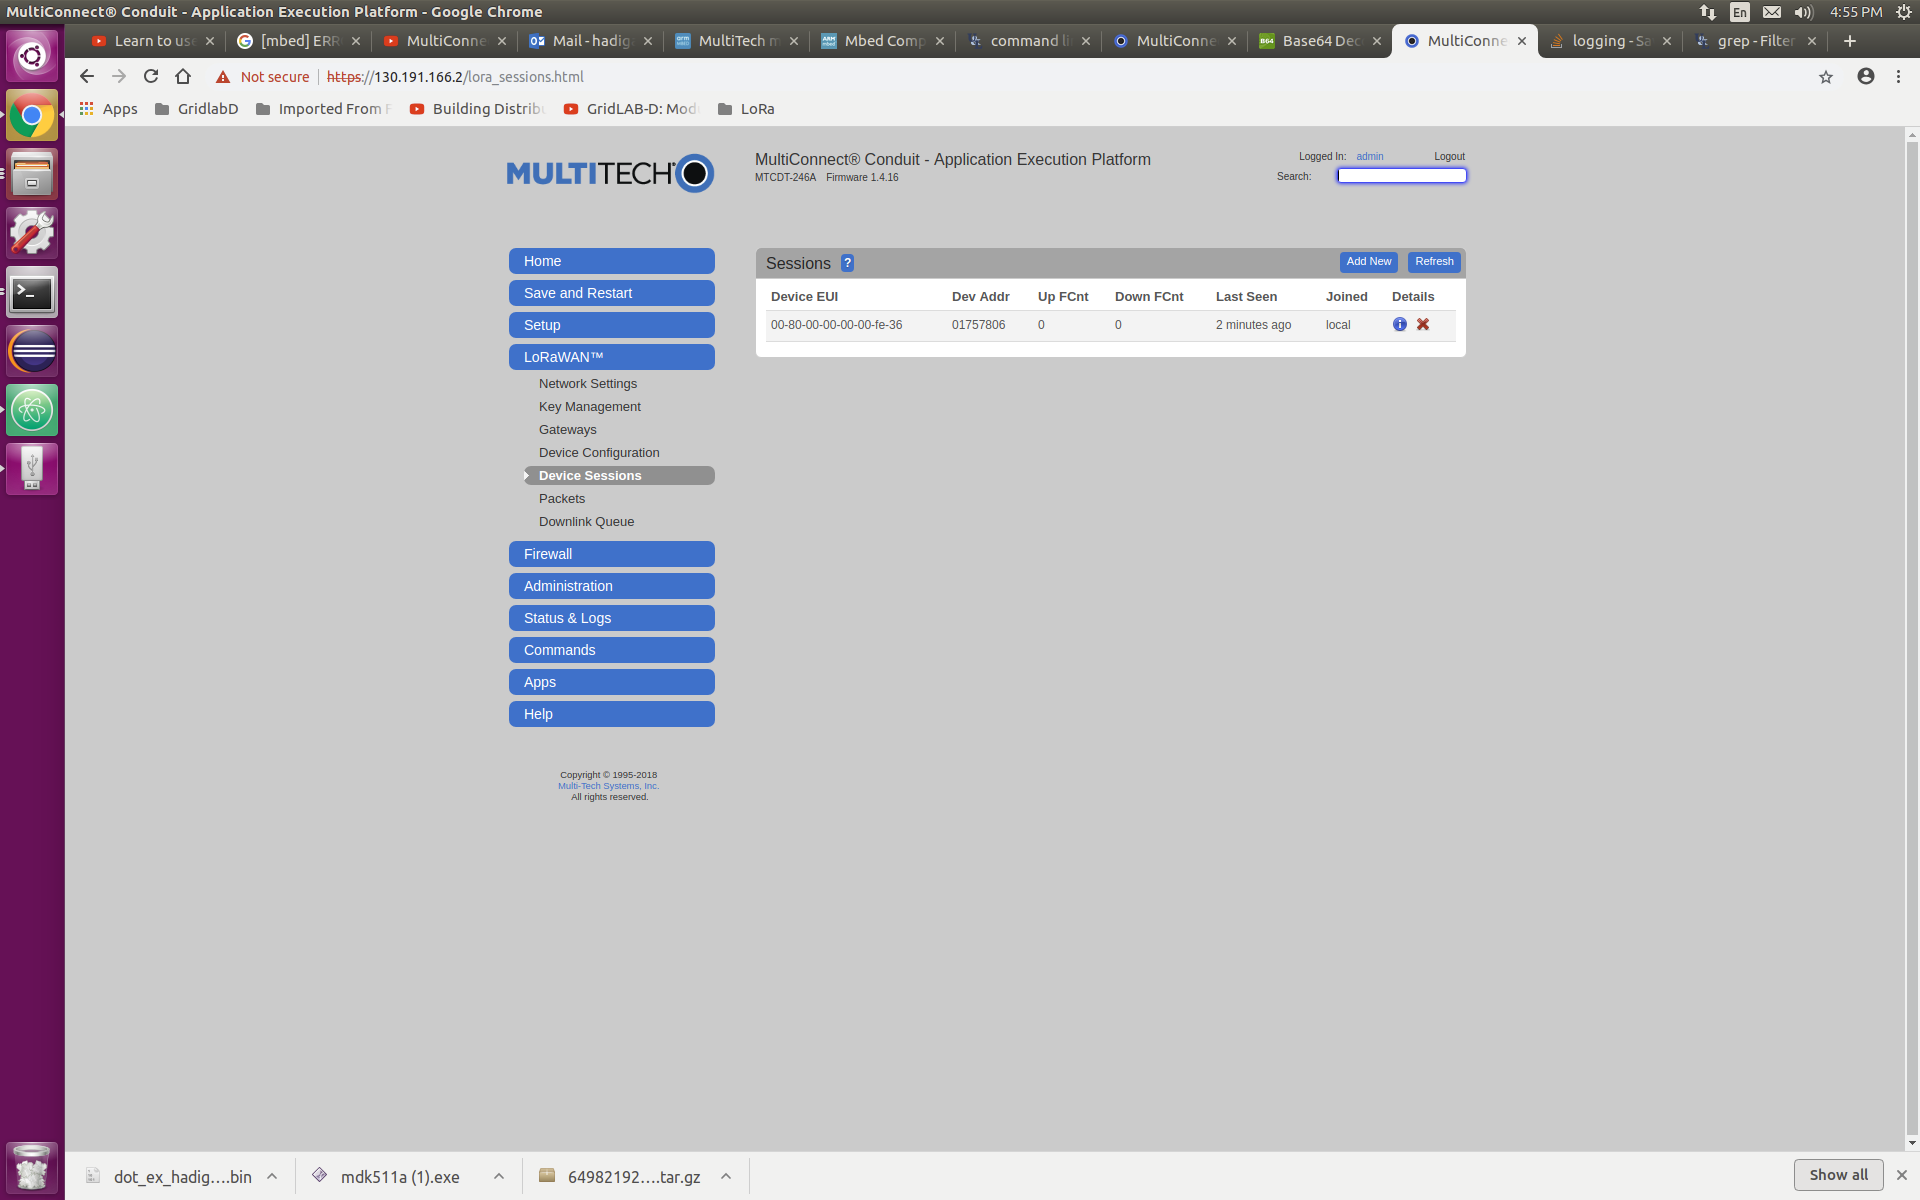 MultiConnect® Conduit - Application Execution Platform - Google Chrome
En
4:55 PM
Learn to us
[mbed] ERR
MultiConne
Mail - hadig
MultiTech m
Mbed Comp
command li
MultiConne
Base64 Dec
MultiConne
logging - Sa
grep - Filter
Not secure
https://130.191.166.2/lora_sessions.html
Apps
GridlabD
Imported From F
Building Distrib
GridLAB-D: Mod
LoRa
MULTITECH
MultiConnect® Conduit - Application Execution Platform
MTCDT-246A Firmware 1.4.16
Logged In: admin
Logout
Search:
Home
Save and Restart
Setup
LoRaWAN™
Network Settings
Key Management
Gateways
Device Configuration
Device Sessions
Packets
Downlink Queue
Firewall
Administration
Status & Logs
Commands
Apps
Help
Copyright © 1995-2018
Multi-Tech Systems, Inc.
All rights reserved.
Sessions ?
Add New
Refresh
Device EUI Dev Addr Up FCnt Down FCnt Last Seen Joined Details
00-80-00-00-00-00-fe-36 01757806 0 0 2 minutes ago local
dot_ex_hadig....bin
mdk511a (1).exe
64982192....tar.gz
Show all